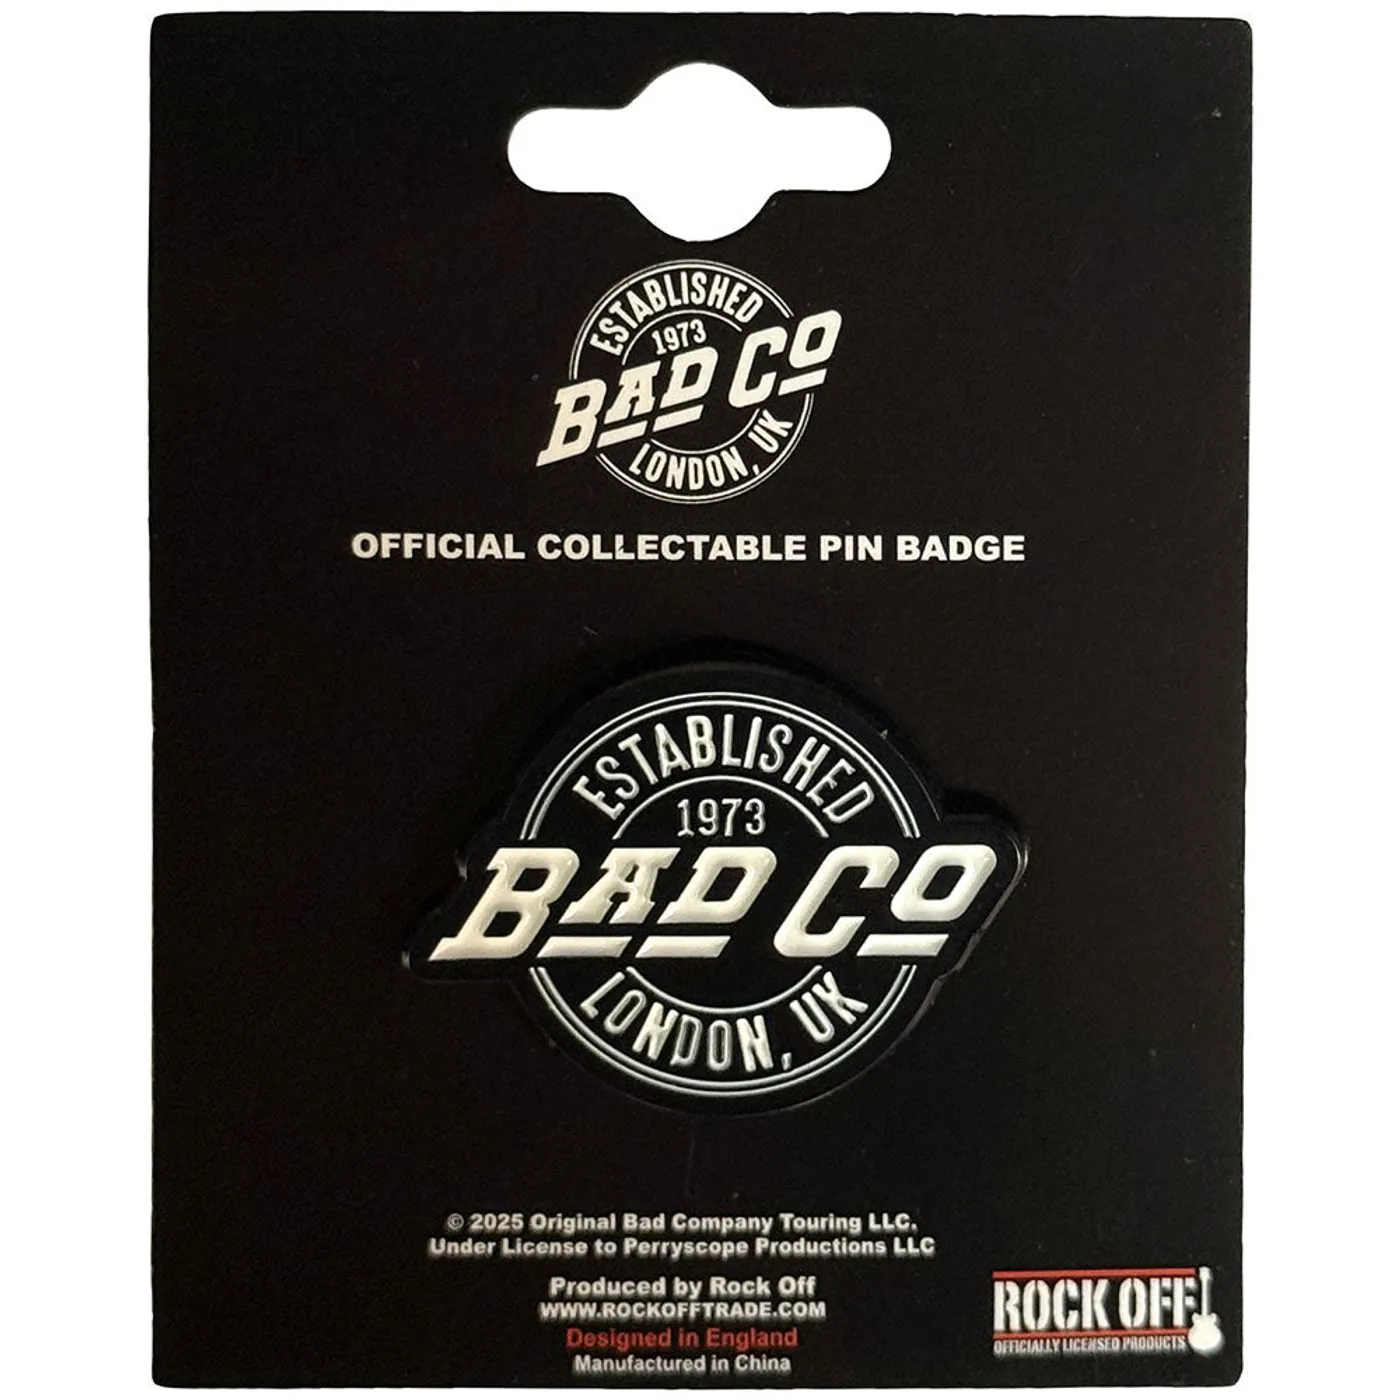 ESTABLISHED
1973
BAD CO
LONDON, UK
OFFICIAL COLLECTABLE PIN BADGE
ESTABLISHED
1973
BAD CO
LONDON, UK
© 2025 Original Bad Company Touring LLC.
Under License to Perryscope Productions LLC
Produced by Rock Off
WWW.ROCKOFFTRADE.COM
Designed in England
Manufactured in China
ROCK OFF
OFFICIALLY LICENSED PRODUCTS